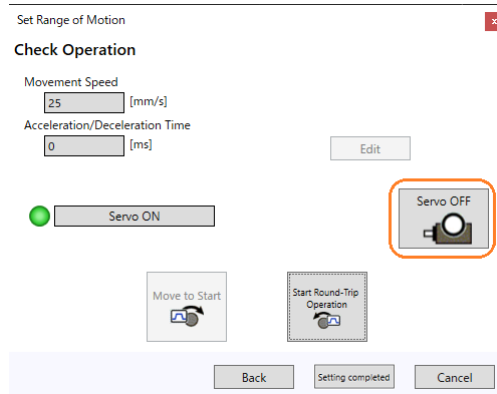 Set Range of Motion
x
Check Operation
Movement Speed
25 [mm/s]
Acceleration/Deceleration Time
0 [ms]
Edit
Servo ON
Servo OFF
Move to Start
Start Round-Trip
Operation
Back
Setting completed
Cancel